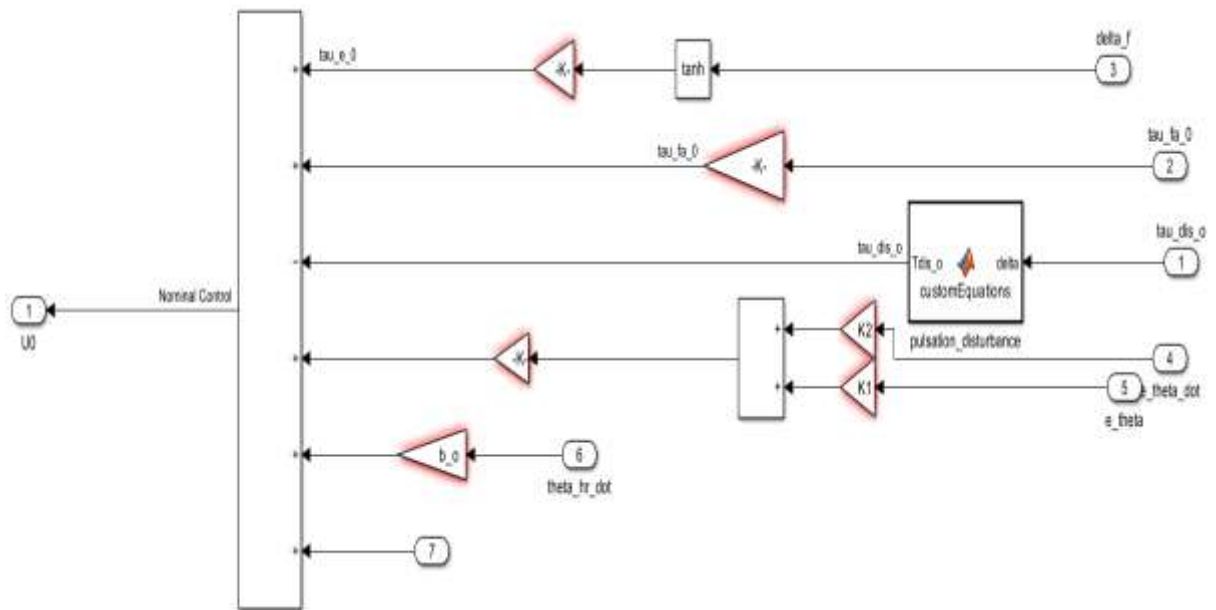 delta_f
tau_e_0
-K-
tanh
3
tau_fa_0
tau_fa_0
-K-
2
tau_dis_o
tau_dis_o
Tdis_o
delta
1
customEquations
Nominal Control
1
U0
+
K2
pulsation_disturbance
-K-
4
e_theta_dot
+
K1
5
e_theta
b_o
6
theta_hr_dot
7